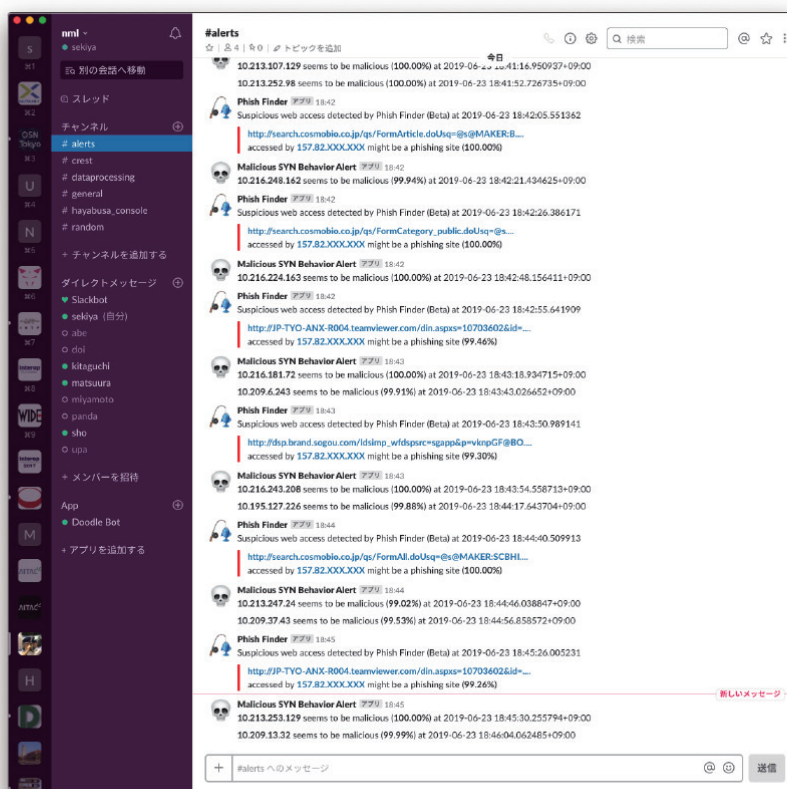 S
⌘1
⌘2
OSN
Tokyo
⌘3
U
⌘4
N
⌘5
⌘6
⌘7
⌘8
WIDE
⌘9
M
AITAC
AITAC
H
D
nml
sekiya
別の会話へ移動
スレッド
チャンネル
# alerts
# crest
# dataprocessing
# general
# hayabusa_console
# random
+ チャンネルを追加する
ダイレクトメッセージ
Slackbot
sekiya (自分)
abe
doi
kitaguchi
matsuura
miyamoto
panda
sho
upa
+ メンバーを招待
App
Doodle Bot
+ アプリを追加する
#alerts
4 | 0 | トピックを追加
検索
今日
10.213.107.129 seems to be malicious (100.00%) at 2019-06-23 18:41:16.950937+09:00
10.213.252.98 seems to be malicious (100.00%) at 2019-06-23 18:41:52.726735+09:00
Phish Finder アプリ 18:42
Suspicious web access detected by Phish Finder (Beta) at 2019-06-23 18:42:05.551362
http://search.cosmobio.co.jp/qs/FormArticle.doUsq=@s@MAKER:B....
accessed by 157.82.XXX.XXX might be a phishing site (100.00%)
Malicious SYN Behavior Alert アプリ 18:42
10.216.248.162 seems to be malicious (99.94%) at 2019-06-23 18:42:21.434625+09:00
Phish Finder アプリ 18:42
Suspicious web access detected by Phish Finder (Beta) at 2019-06-23 18:42:26.386171
http://search.cosmobio.co.jp/qs/FormCategory_public.doUsq=@s....
accessed by 157.82.XXX.XXX might be a phishing site (100.00%)
Malicious SYN Behavior Alert アプリ 18:42
10.216.224.163 seems to be malicious (100.00%) at 2019-06-23 18:42:48.156411+09:00
Phish Finder アプリ 18:42
Suspicious web access detected by Phish Finder (Beta) at 2019-06-23 18:42:55.641909
http://JP-TYO-ANX-R004.teamviewer.com/din.aspxs=10703602&id=....
accessed by 157.82.XXX.XXX might be a phishing site (99.46%)
Malicious SYN Behavior Alert アプリ 18:43
10.216.181.72 seems to be malicious (100.00%) at 2019-06-23 18:43:18.934715+09:00
10.209.6.243 seems to be malicious (99.91%) at 2019-06-23 18:43:43.026652+09:00
Phish Finder アプリ 18:43
Suspicious web access detected by Phish Finder (Beta) at 2019-06-23 18:43:50.989141
http://dsp.brand.sogou.com/ldsimp_wfdspsrc=sgapp&p=vknpGF@BO....
accessed by 157.82.XXX.XXX might be a phishing site (99.30%)
Malicious SYN Behavior Alert アプリ 18:43
10.216.243.208 seems to be malicious (100.00%) at 2019-06-23 18:43:54.558713+09:00
10.195.127.226 seems to be malicious (99.88%) at 2019-06-23 18:44:17.643704+09:00
Phish Finder アプリ 18:44
Suspicious web access detected by Phish Finder (Beta) at 2019-06-23 18:44:40.509913
http://search.cosmobio.co.jp/qs/FormAll.doUsq=@s@MAKER:SCBHI....
accessed by 157.82.XXX.XXX might be a phishing site (100.00%)
Malicious SYN Behavior Alert アプリ 18:44
10.213.247.24 seems to be malicious (99.02%) at 2019-06-23 18:44:46.038847+09:00
10.209.37.43 seems to be malicious (99.53%) at 2019-06-23 18:44:56.858572+09:00
Phish Finder アプリ 18:45
Suspicious web access detected by Phish Finder (Beta) at 2019-06-23 18:45:26.005231
http://JP-TYO-ANX-R004.teamviewer.com/din.aspxs=10703602&id=....
accessed by 157.82.XXX.XXX might be a phishing site (99.26%)
新しいメッセージ
Malicious SYN Behavior Alert アプリ 18:45
10.213.253.129 seems to be malicious (100.00%) at 2019-06-23 18:45:30.255794+09:00
10.209.13.32 seems to be malicious (99.99%) at 2019-06-23 18:46:04.062485+09:00
#alerts へのメッセージ
送信